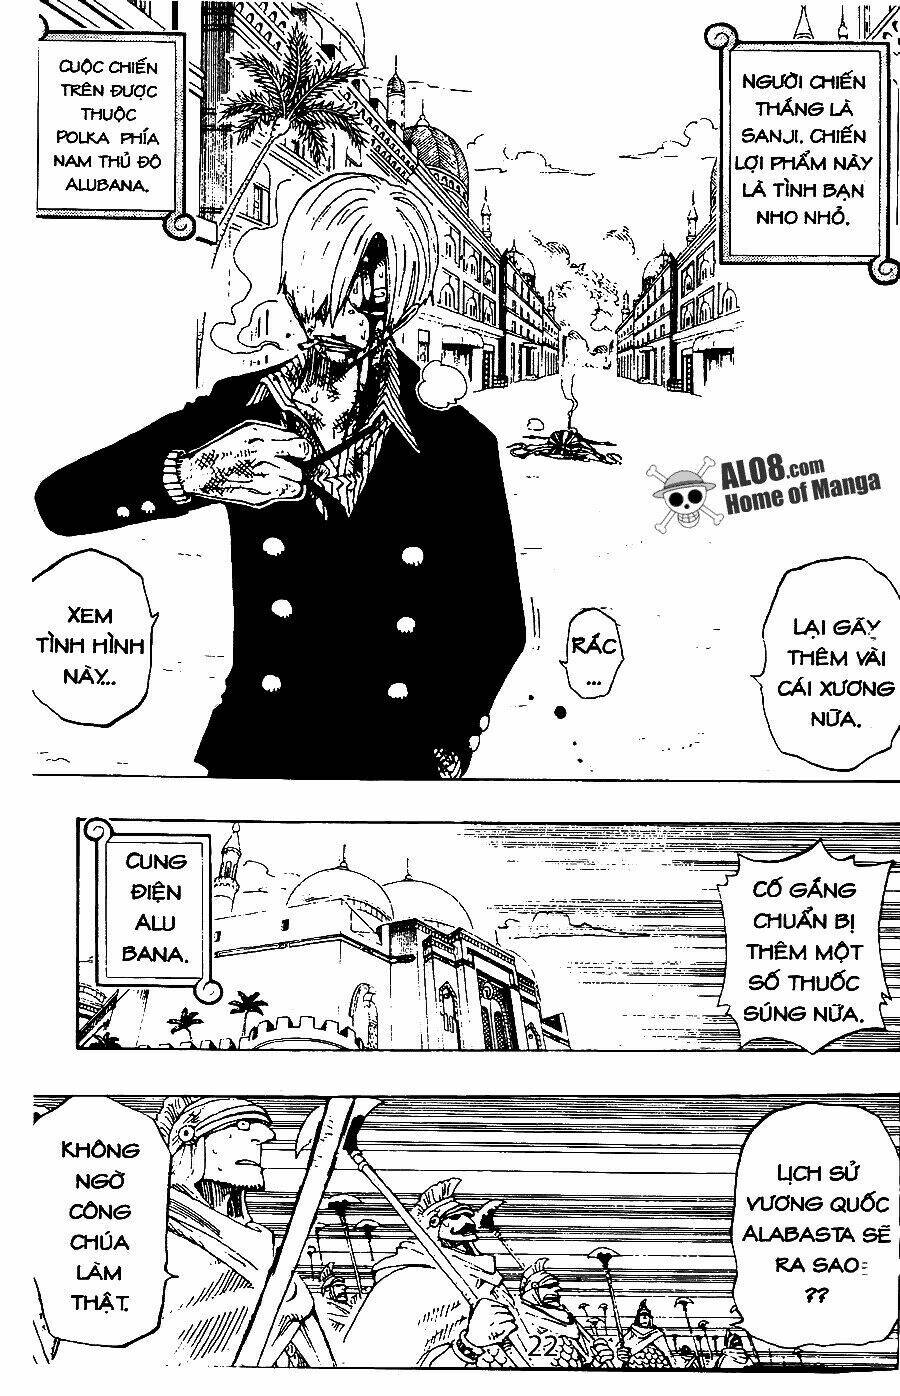 NGƯỜI CHIẾN
THẮNG LÀ
SANJI. CHIẾN
LỢI PHẨM NÀY
LÀ TÌNH BẠN
NHO NHỎ.
CUỘC CHIẾN
TRÊN ĐƯỢC
THUỘC
POLKA PHÍA
NAM THỦ ĐÔ
ALUBANA.
AL08.com
Home of Manga
LẠI GÃY
THÊM VÀI
CÁI XƯƠNG
NỮA.
RẮC
...
XEM
TÌNH HÌNH
NÀY...
CỐ GẮNG
CHUẨN BỊ
THÊM MỘT
SỐ THUỐC
SÚNG NỮA.
CUNG
ĐIỆN
ALU
BANA.
LỊCH SỬ
VƯƠNG QUỐC
ALABASTA SẼ
RA SAO
??
KHÔNG
NGỜ
CÔNG
CHÚA
LÀM
THẬT.
22